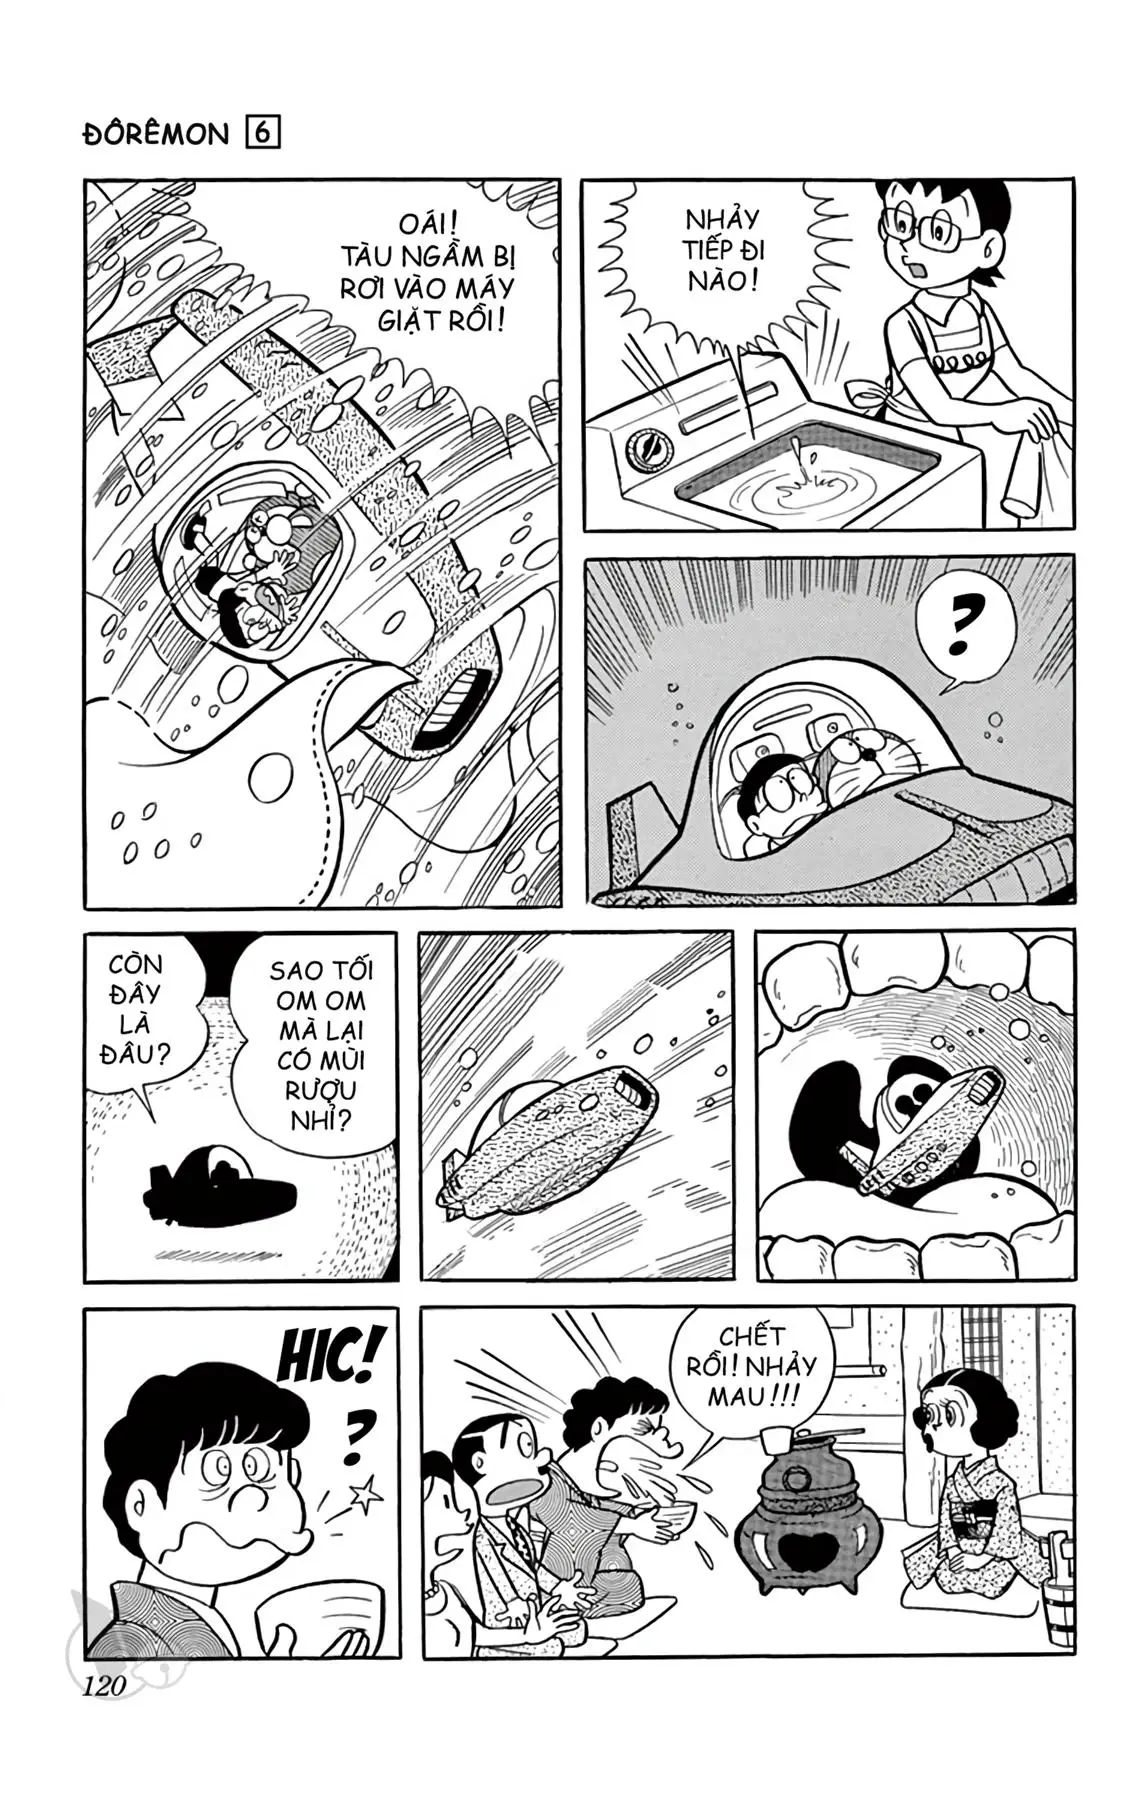 ĐÔRÊMON 6
OÁI!
TÀU NGẦM BỊ
RƠI VÀO MÁY
GIẶT RỒI!
NHẢY
TIẾP ĐI
NÀO!
?
CÒN
ĐÂY
LÀ
ĐÂU?
SAO TỐI
OM OM
MÀ LẠI
CÓ MÙI
RƯỢU
NHỈ?
HIC!
?
CHẾT
RỒI! NHẢY
MAU!!!
120